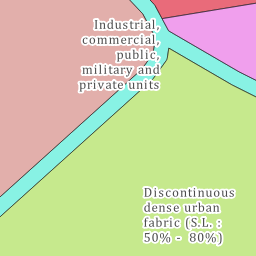 Industrial,
commercial,
public,
military and
private units
Discontinuous
dense urban
fabric (S.L. :
50% - 80%)